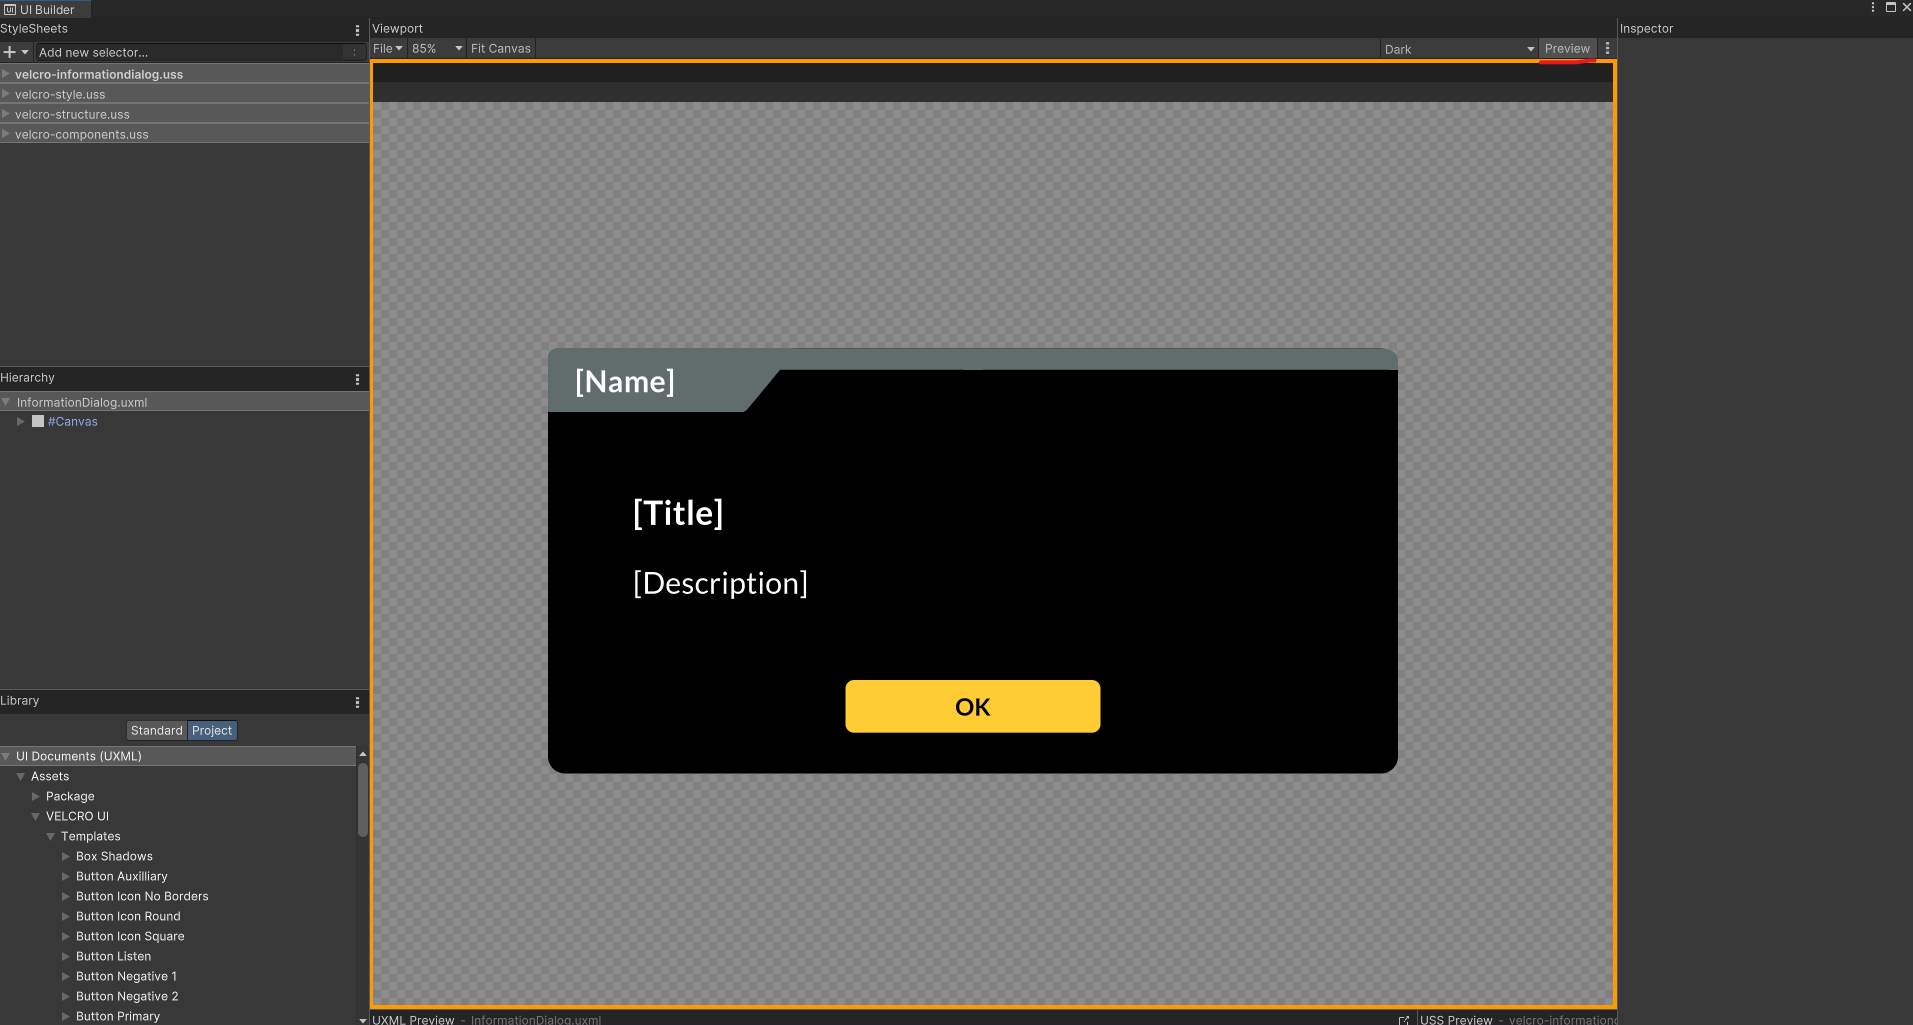 UI Builder
StyleSheets
Add new selector...
velcro-informationdialog.uss
velcro-style.uss
velcro-structure.uss
velcro-components.uss
Hierarchy
InformationDialog.uxml
#Canvas
Library
Standard Project
UI Documents (UXML)
Assets
Package
VELCRO UI
Templates
Box Shadows
Button Auxilliary
Button Icon No Borders
Button Icon Round
Button Icon Square
Button Listen
Button Negative 1
Button Negative 2
Button Primary
Viewport
File 85% Fit Canvas Dark Preview
[Name]
[Title]
[Description]
OK
UXML Preview - InformationDialog.uxml
USS Preview - velcro-information
Inspector